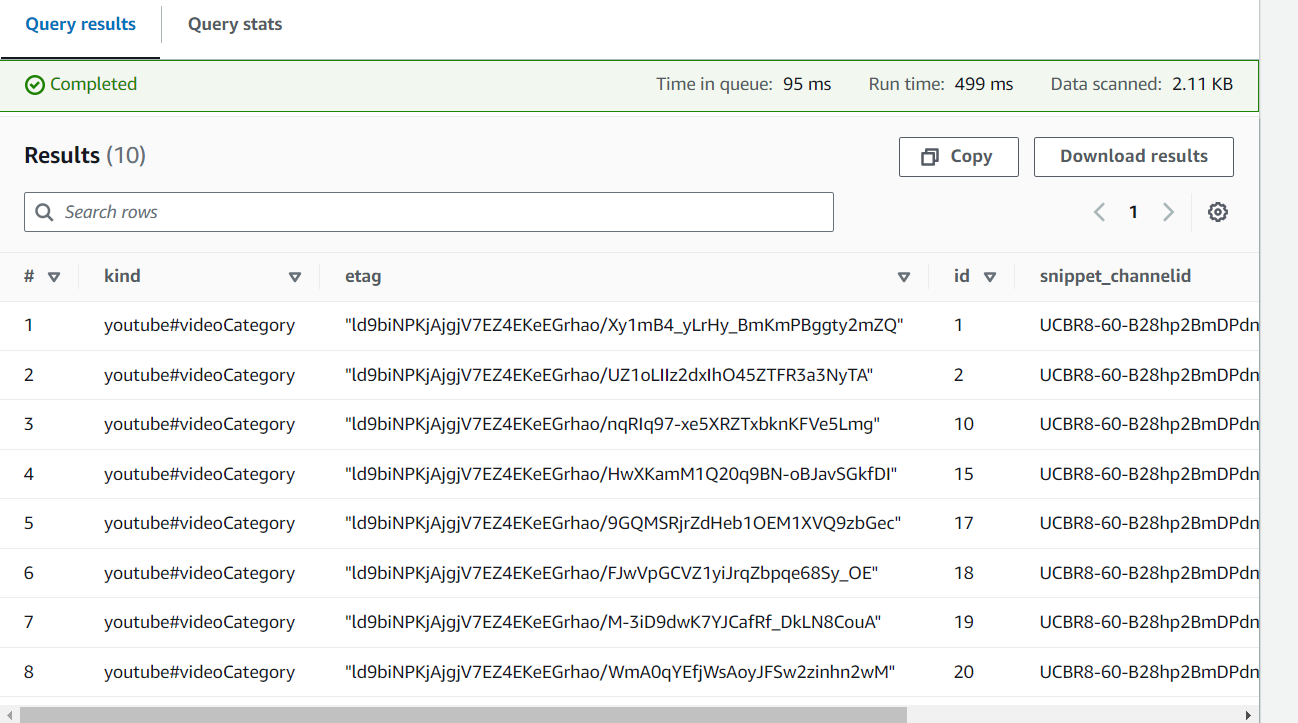 Query results Query stats
Completed Time in queue: 95 ms Run time: 499 ms Data scanned: 2.11 KB
Results (10) Copy Download results
Search rows 1
# kind etag id snippet_channelid
1 youtube#videoCategory "ld9biNPKjAjgjV7EZ4EKeEGrhao/Xy1mB4_yLrHy_BmKmPBggty2mZQ" 1 UCBR8-60-B28hp2BmDPdn
2 youtube#videoCategory "ld9biNPKjAjgjV7EZ4EKeEGrhao/UZ1oLIIz2dxIhO45ZTFR3a3NyTA" 2 UCBR8-60-B28hp2BmDPdn
3 youtube#videoCategory "ld9biNPKjAjgjV7EZ4EKeEGrhao/nqRIq97-xe5XRZTxbknKFVe5Lmg" 10 UCBR8-60-B28hp2BmDPdn
4 youtube#videoCategory "ld9biNPKjAjgjV7EZ4EKeEGrhao/HwXKamM1Q20q9BN-oBJavSGkfDI" 15 UCBR8-60-B28hp2BmDPdn
5 youtube#videoCategory "ld9biNPKjAjgjV7EZ4EKeEGrhao/9GQMSRjrZdHeb1OEM1XVQ9zbGec" 17 UCBR8-60-B28hp2BmDPdn
6 youtube#videoCategory "ld9biNPKjAjgjV7EZ4EKeEGrhao/FJwVpGCVZ1yiJrqZbpqe68Sy_OE" 18 UCBR8-60-B28hp2BmDPdn
7 youtube#videoCategory "ld9biNPKjAjgjV7EZ4EKeEGrhao/M-3iD9dwK7YJCafRf_DkLN8CouA" 19 UCBR8-60-B28hp2BmDPdn
8 youtube#videoCategory "ld9biNPKjAjgjV7EZ4EKeEGrhao/WmA0qYEfjWsAoyJFSw2zinhn2wM" 20 UCBR8-60-B28hp2BmDPdn